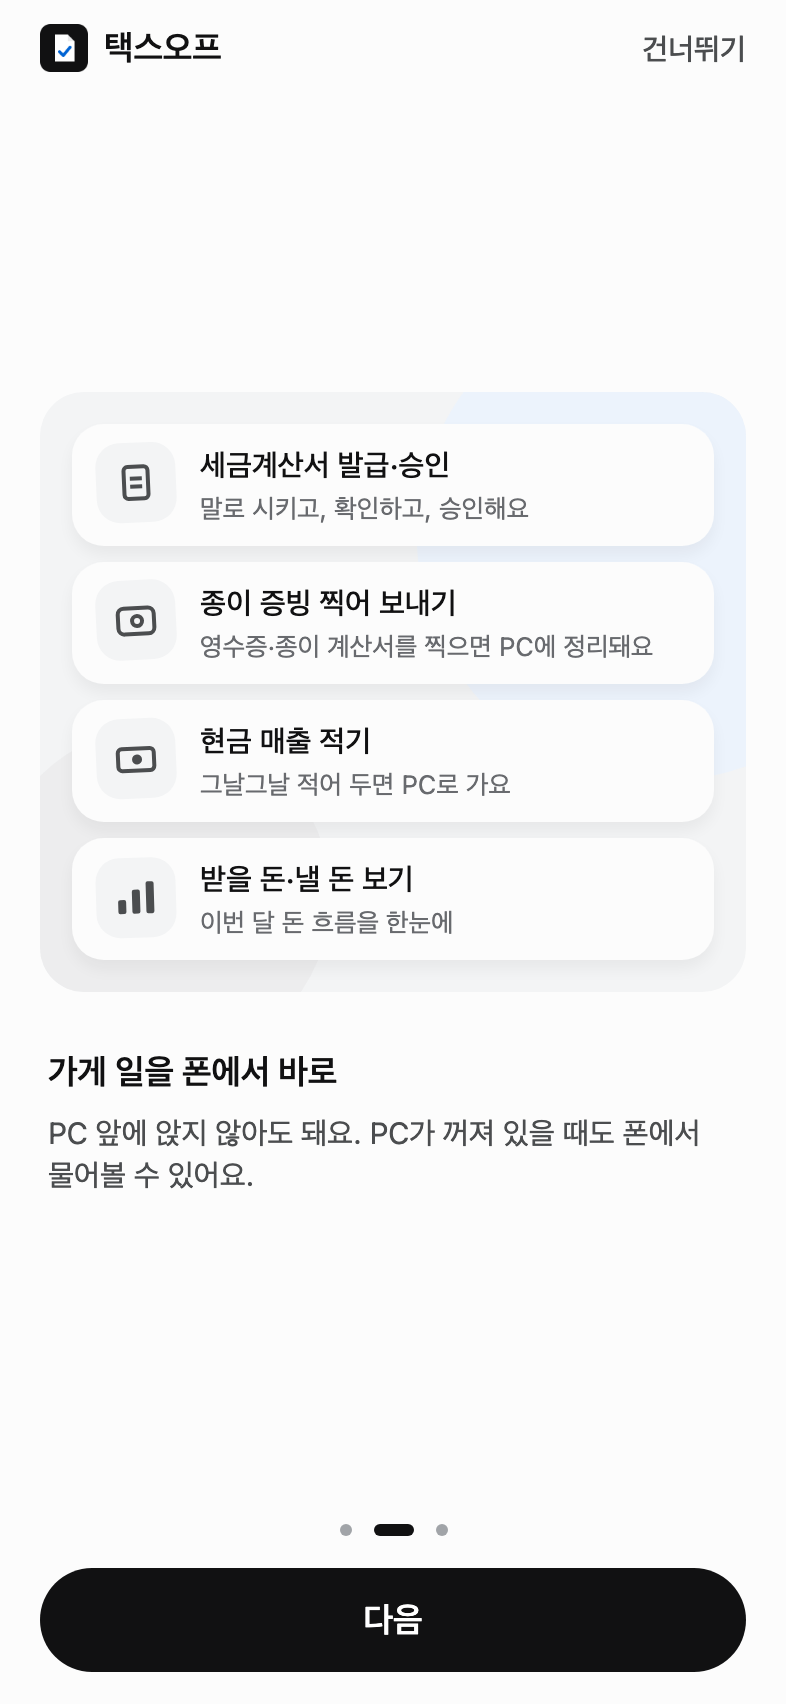 택스오프
건너뛰기
세금계산서 발급·승인
말로 시키고, 확인하고, 승인해요
종이 증빙 찍어 보내기
영수증·종이 계산서를 찍으면 PC에 정리돼요
현금 매출 적기
그날그날 적어 두면 PC로 가요
받을 돈·낼 돈 보기
이번 달 돈 흐름을 한눈에
가게 일을 폰에서 바로
PC 앞에 앉지 않아도 돼요. PC가 꺼져 있을 때도 폰에서
물어볼 수 있어요.
다음